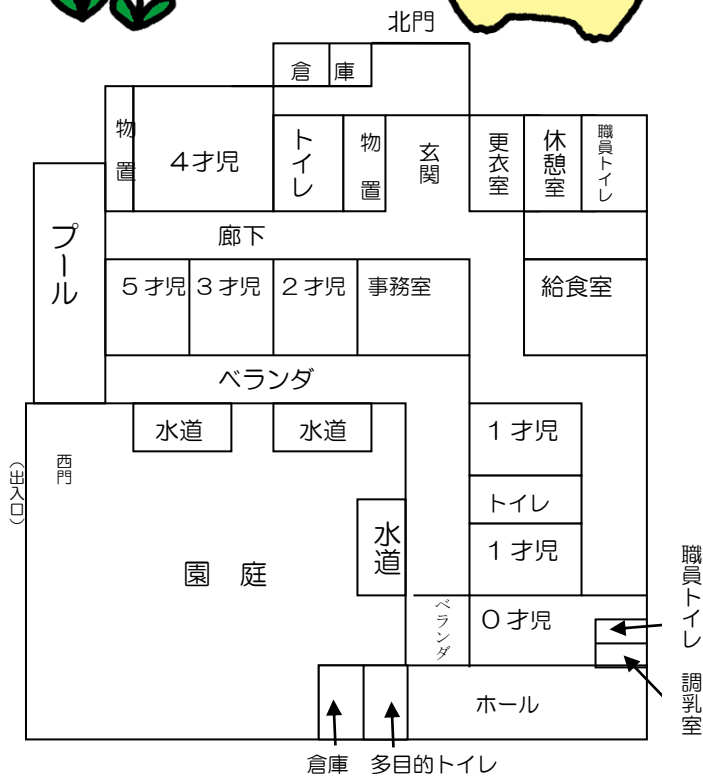 北門
倉 庫
物置
4才児
トイレ
物置
玄関
更衣室
休憩室
職員トイレ
プール
廊下
5才児
3才児
2才児
事務室
給食室
ベランダ
水道
水道
1才児
西門
(出入口)
トイレ
水道
1才児
園 庭
ベランダ
0才児
職員トイレ
調乳室
ホール
倉庫
多目的トイレ